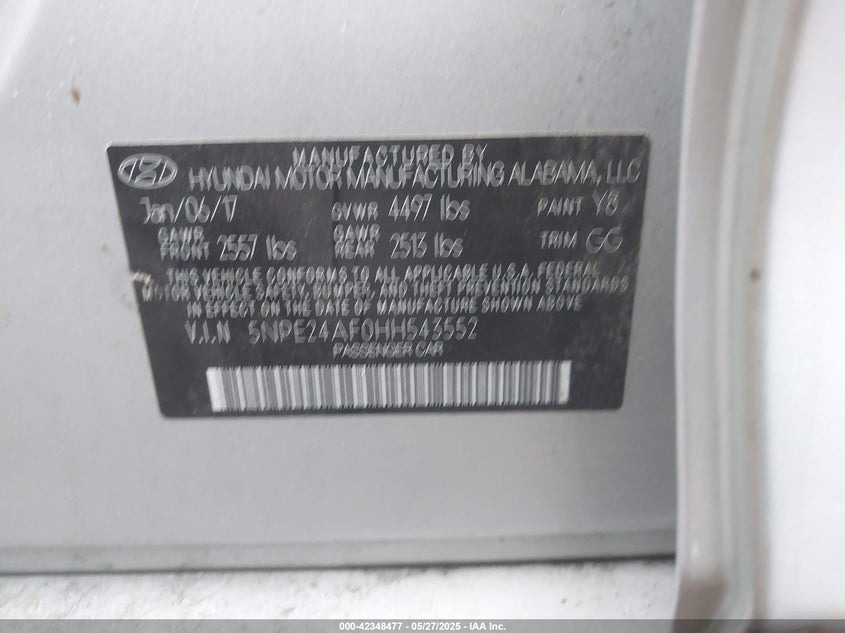 MANUFACTURED BY
HYUNDAI MOTOR MANUFACTURING ALABAMA, LLC
Jan/06/17 GVWR 4497 lbs PAINT Y8
GAWR FRONT 2557 lbs GAWR REAR 2513 lbs TRIM GG
THIS VEHICLE CONFORMS TO ALL APPLICABLE U.S.A. FEDERAL
MOTOR VEHICLE SAFETY, BUMPER, AND THEFT PREVENTION STANDARDS
IN EFFECT ON THE DATE OF MANUFACTURE SHOWN ABOVE.
V.I.N 5NPE24AF0HH543552
PASSENGER CAR
000-42348477 — 05/27/2025 — IAA Inc.